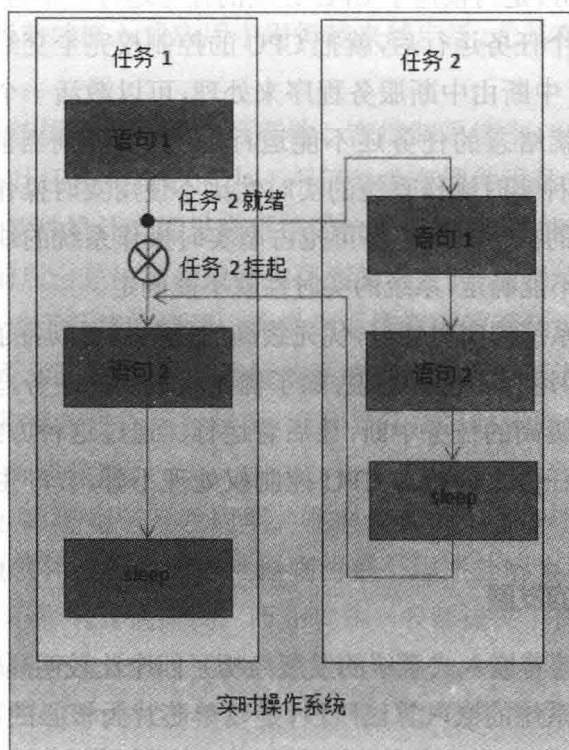 任务 1
任务 2
语句 1
任务 2 就绪
语句 1
任务 2 挂起
语句 2
语句 2
sleep
sleep
实时操作系统